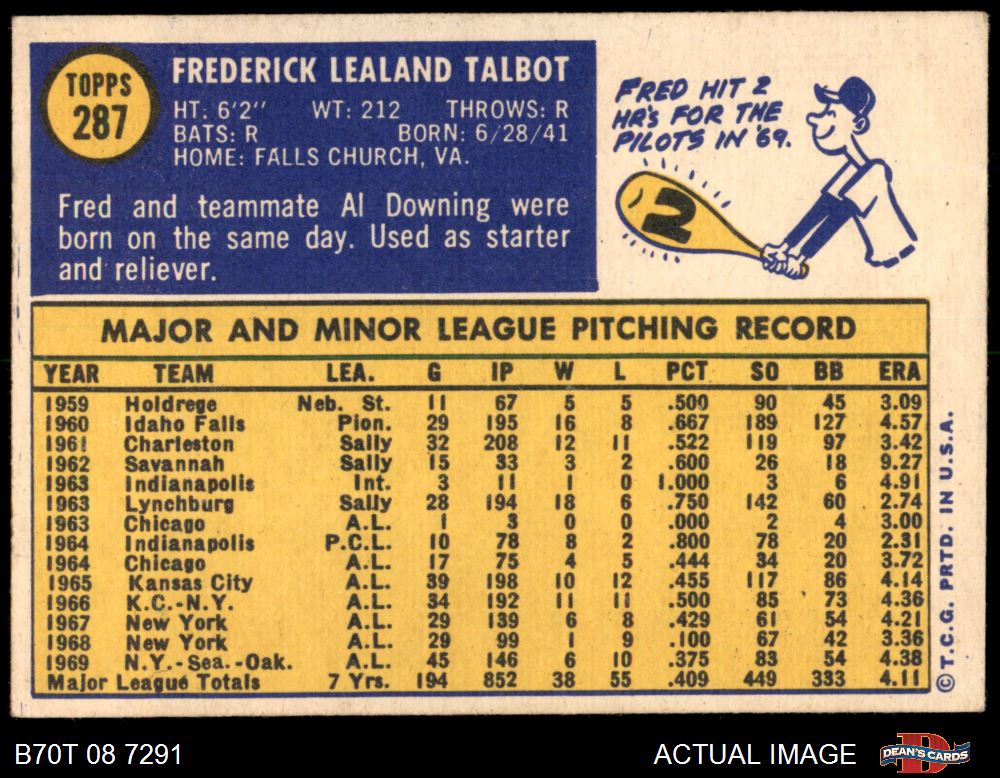 TOPPS
287
FREDERICK LEALAND TALBOT
HT: 6'2" WT: 212 THROWS: R
BATS: R BORN: 6/28/41
HOME: FALLS CHURCH, VA.
Fred and teammate Al Downing were
born on the same day. Used as starter
and reliever.
FRED HIT 2
HR'S FOR THE
PILOTS IN '69.
2
MAJOR AND MINOR LEAGUE PITCHING RECORD
YEAR TEAM LEA. G IP W L PCT SO BB ERA
1959 Holdrege Neb. St. 11 67 5 5 .500 90 45 3.09
1960 Idaho Falls Pion. 29 195 16 8 .667 189 127 4.57
1961 Charleston Sally 32 208 12 11 .522 119 97 3.42
1962 Savannah Sally 15 33 3 2 .600 26 18 9.27
1963 Indianapolis Int. 3 11 1 0 1.000 3 6 4.91
1963 Lynchburg Sally 28 194 18 6 .750 142 60 2.74
1963 Chicago A.L. 1 3 0 0 .000 2 4 3.00
1964 Indianapolis P.C.L. 10 78 8 2 .800 78 20 2.31
1964 Chicago A.L. 17 75 4 5 .444 34 20 3.72
1965 Kansas City A.L. 39 198 10 12 .455 117 86 4.14
1966 K.C.-N.Y. A.L. 34 192 11 11 .500 85 73 4.36
1967 New York A.L. 29 139 6 8 .429 61 54 4.21
1968 New York A.L. 29 99 1 9 .100 67 42 3.36
1969 N.Y.-Sea.-Oak. A.L. 45 146 6 10 .375 83 54 4.38
Major League Totals 7 Yrs. 194 852 38 55 .409 449 333 4.11
© T.C.G. PRTD. IN U.S.A.
B70T 08 7291
ACTUAL IMAGE
D
DEAN'S CARDS